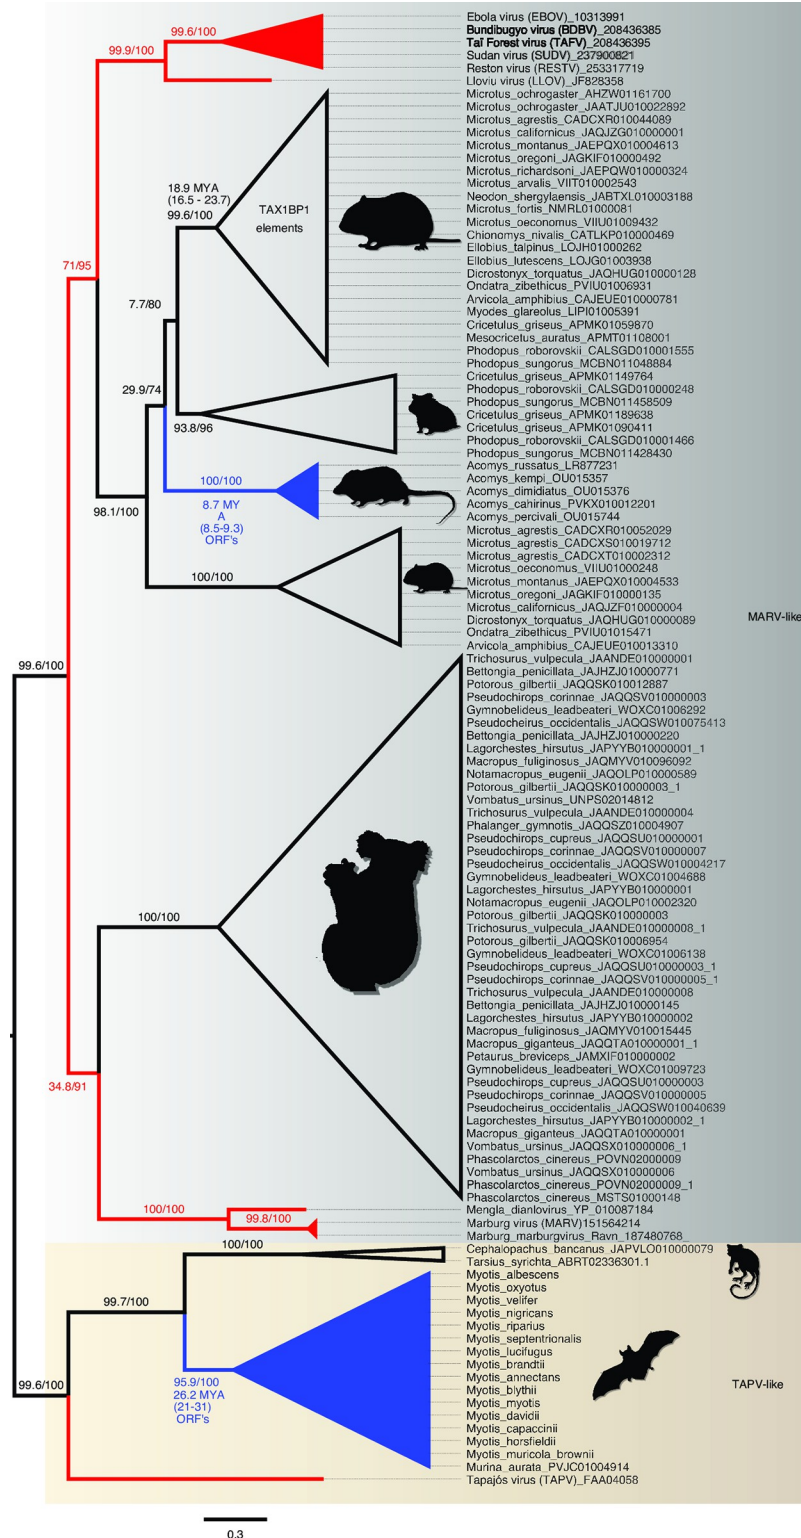 Ebola virus (EBOV)_10313991
99.6/100
Bundibugyo virus (BDBV)_208436385
Taï Forest virus (TAFV)_208436395
99.9/100
Sudan virus (SUDV)_237900821
Reston virus (RESTV)_253317719
Lloviu virus (LLOV)_JF828358
Microtus_ochrogaster_AHZW01161700
Microtus_ochrogaster_JAATJU010022892
Microtus_agrestis_CADCXR010044089
Microtus_californicus_JAQJZG010000001
Microtus_montanus_JAEPQX010004613
Microtus_oregoni_JAGKIF010000492
Microtus_richardsoni_JAEPQW010000324
Microtus_arvalis_VIIT010002543
18.9 MYA
(16.5 - 23.7)
99.6/100
TAX1BP1
elements
Neodon_shergylaensis_JABTXL010003188
Microtus_fortis_NMRL01000081
Microtus_oeconomus_VIIU01009432
Chionomys_nivalis_CATLKP010000469
Ellobius_talpinus_LOJH01000262
Ellobius_lutescens_LOJG01003938
71/95
Dicrostonyx_torquatus_JAQHUG010000128
Ondatra_zibethicus_PVIU01006931
Arvicola_amphibius_CAJEUE010000781
7.7/80
Myodes_glareolus_LIPI01005391
Cricetulus_griseus_APMK01059870
Mesocricetus_auratus_APMT01108001
Phodopus_roborovskii_CALSGD010001555
Phodopus_sungorus_MCBN011048884
Cricetulus_griseus_APMK01149764
29.9/74
Phodopus_roborovskii_CALSGD010000248
Phodopus_sungorus_MCBN011458509
Cricetulus_griseus_APMK01189638
93.8/96
Cricetulus_griseus_APMK01090411
Phodopus_roborovskii_CALSGD010001466
Phodopus_sungorus_MCBN011428430
Acomys_russatus_LR877231
100/100
Acomys_kempi_OU015357
Acomys_dimidiatus_OU015376
8.7 MY
A
(8.5-9.3)
ORF's
Acomys_cahirinus_PVKX010012201
98.1/100
Acomys_percivali_OU015744
Microtus_agrestis_CADCXR010052029
Microtus_agrestis_CADCXS010019712
Microtus_agrestis_CADCXT010002312
Microtus_oeconomus_VIIU01000248
100/100
Microtus_montanus_JAEPQX010004533
Microtus_oregoni_JAGKIF010000135
Microtus_californicus_JAQJZF010000004
MARV-like
Dicrostonyx_torquatus_JAQHUG010000089
Ondatra_zibethicus_PVIU01015471
Arvicola_amphibius_CAJEUE010013310
99.6/100
Trichosurus_vulpecula_JAANDE010000001
Bettongia_penicillata_JAJHZJ010000771
Potorous_gilbertii_JAQQSK010012887
Pseudochirops_corinnae_JAQQSV010000003
Gymnobelideus_leadbeateri_WOXC01006292
Pseudocheirus_occidentalis_JAQQSW010075413
Bettongia_penicillata_JAJHZJ010000220
Lagorchestes_hirsutus_JAPYYB010000001_1
Macropus_fuliginosus_JAQMYV010096092
Notamacropus_eugenii_JAQOLP010000589
Potorous_gilbertii_JAQQSK010000003_1
Vombatus_ursinus_UNPS02014812
Trichosurus_vulpecula_JAANDE010000004
Phalanger_gymnotis_JAQQSZ010004907
Pseudochirops_cupreus_JAQQSU010000001
Pseudochirops_corinnae_JAQQSV010000007
Pseudocheirus_occidentalis_JAQQSW010004217
Gymnobelideus_leadbeateri_WOXC01004688
Lagorchestes_hirsutus_JAPYYB010000001
Notamacropus_eugenii_JAQOLP010002320
100/100
Potorous_gilbertii_JAQQSK010000003
Trichosurus_vulpecula_JAANDE010000008_1
Potorous_gilbertii_JAQQSK010006954
Gymnobelideus_leadbeateri_WOXC01006138
Pseudochirops_cupreus_JAQQSU010000003_1
Pseudochirops_corinnae_JAQQSV010000005_1
Trichosurus_vulpecula_JAANDE010000008
Bettongia_penicillata_JAJHZJ010000145
Lagorchestes_hirsutus_JAPYYB010000002
Macropus_fuliginosus_JAQMYV010015445
Macropus_giganteus_JAQQTA010000001_1
Petaurus_breviceps_JAMXIF010000002
Gymnobelideus_leadbeateri_WOXC01009723
34.8/91
Pseudochirops_cupreus_JAQQSU010000003
Pseudochirops_corinnae_JAQQSV010000005
Pseudocheirus_occidentalis_JAQQSW010040639
Lagorchestes_hirsutus_JAPYYB010000002_1
Macropus_giganteus_JAQQTA010000001
Vombatus_ursinus_JAQQSX010000006_1
Phascolarctos_cinereus_POVN02000009
Vombatus_ursinus_JAQQSX010000006
Phascolarctos_cinereus_POVN02000009_1
Phascolarctos_cinereus_MSTS01000148
100/100
Mengla_dianlovirus_YP_010087184
99.8/100
Marburg virus (MARV)151564214
Marburg_marburgvirus_Ravn_187480768_
100/100
Cephalopachus_bancanus_JAPVLO010000079
Tarsius_syrichta_ABRT02336301.1
Myotis_albescens
Myotis_oxyotus
99.7/100
Myotis_velifer
Myotis_nigricans
Myotis_riparius
Myotis_septentrionalis
Myotis_lucifugus
Myotis_brandtii
99.6/100
95.9/100
26.2 MYA
(21-31)
ORF's
Myotis_annectans
TAPV-like
Myotis_blythii
Myotis_myotis
Myotis_davidii
Myotis_capaccinii
Myotis_horsfieldii
Myotis_muricola_brownii
Murina_aurata_PVJC01004914
Tapajós virus (TAPV)_FAA04058
0.3